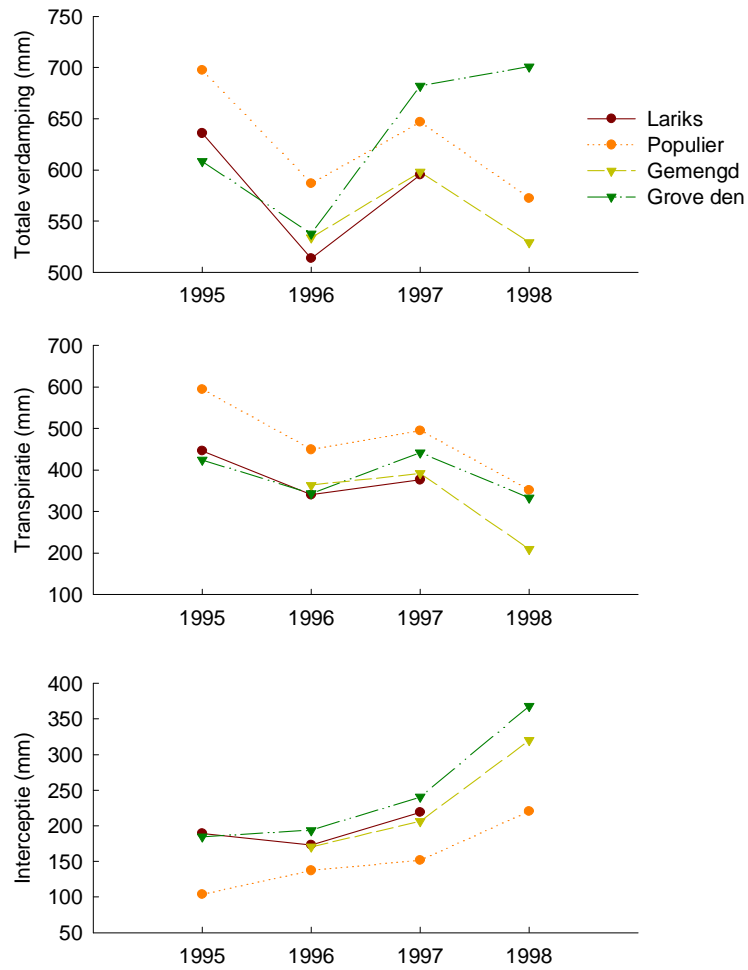 Totale verdamping (mm)
750
700
650
600
550
500
1995 1996 1997 1998
Lariks
Populier
Gemengd
Grove den
Transpiratie (mm)
700
600
500
400
300
200
100
1995 1996 1997 1998
Interceptie (mm)
400
350
300
250
200
150
100
50
1995 1996 1997 1998